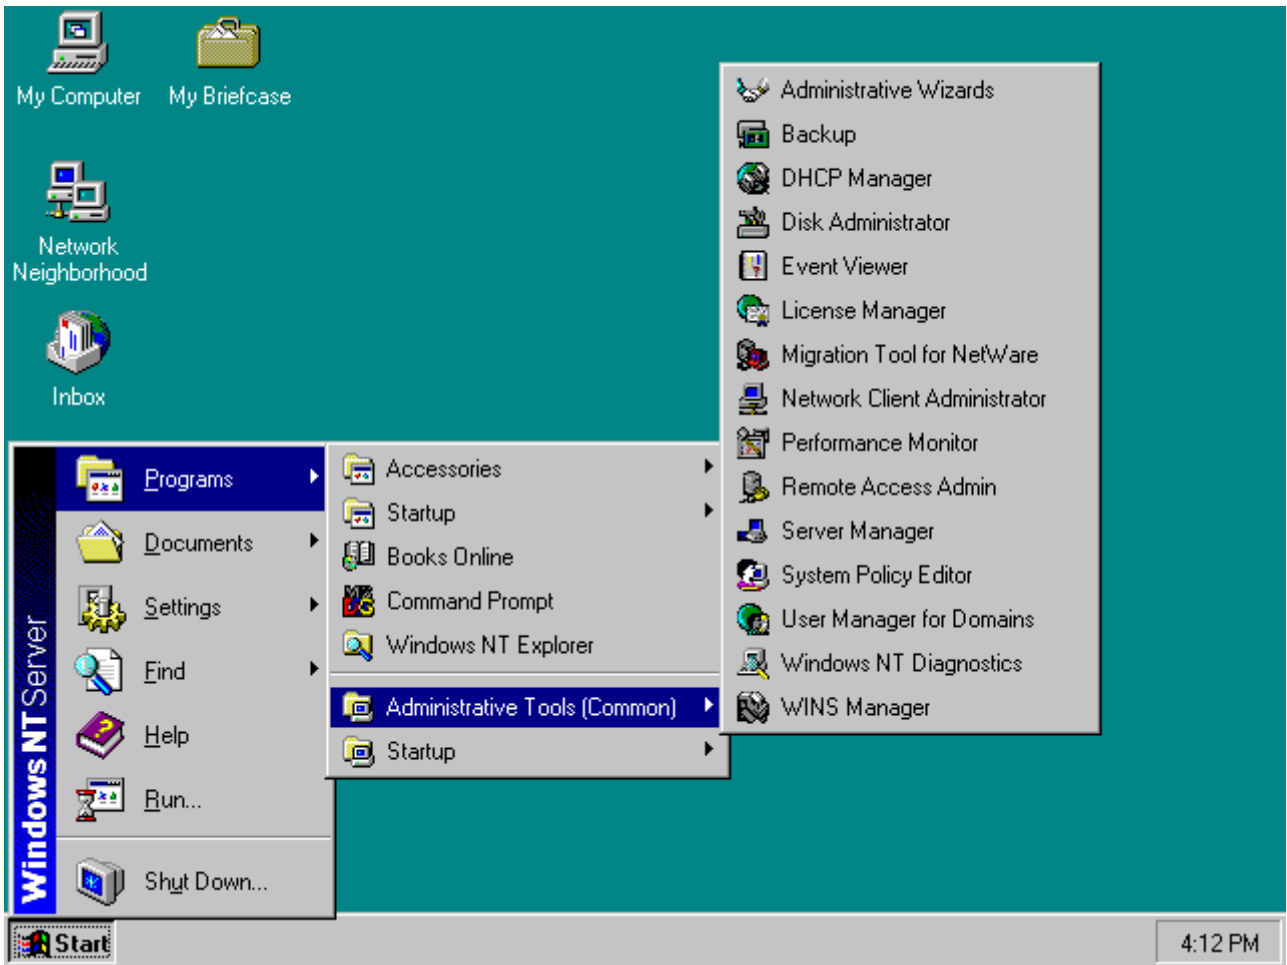 My Computer
My Briefcase
Network
Neighborhood
Inbox
Windows NT Server
Programs
Documents
Settings
Find
Help
Run...
Shut Down...
Accessories
Startup
Books Online
Command Prompt
Windows NT Explorer
Administrative Tools (Common)
Startup
Administrative Wizards
Backup
DHCP Manager
Disk Administrator
Event Viewer
License Manager
Migration Tool for NetWare
Network Client Administrator
Performance Monitor
Remote Access Admin
Server Manager
System Policy Editor
User Manager for Domains
Windows NT Diagnostics
WINS Manager
Start
4:12 PM